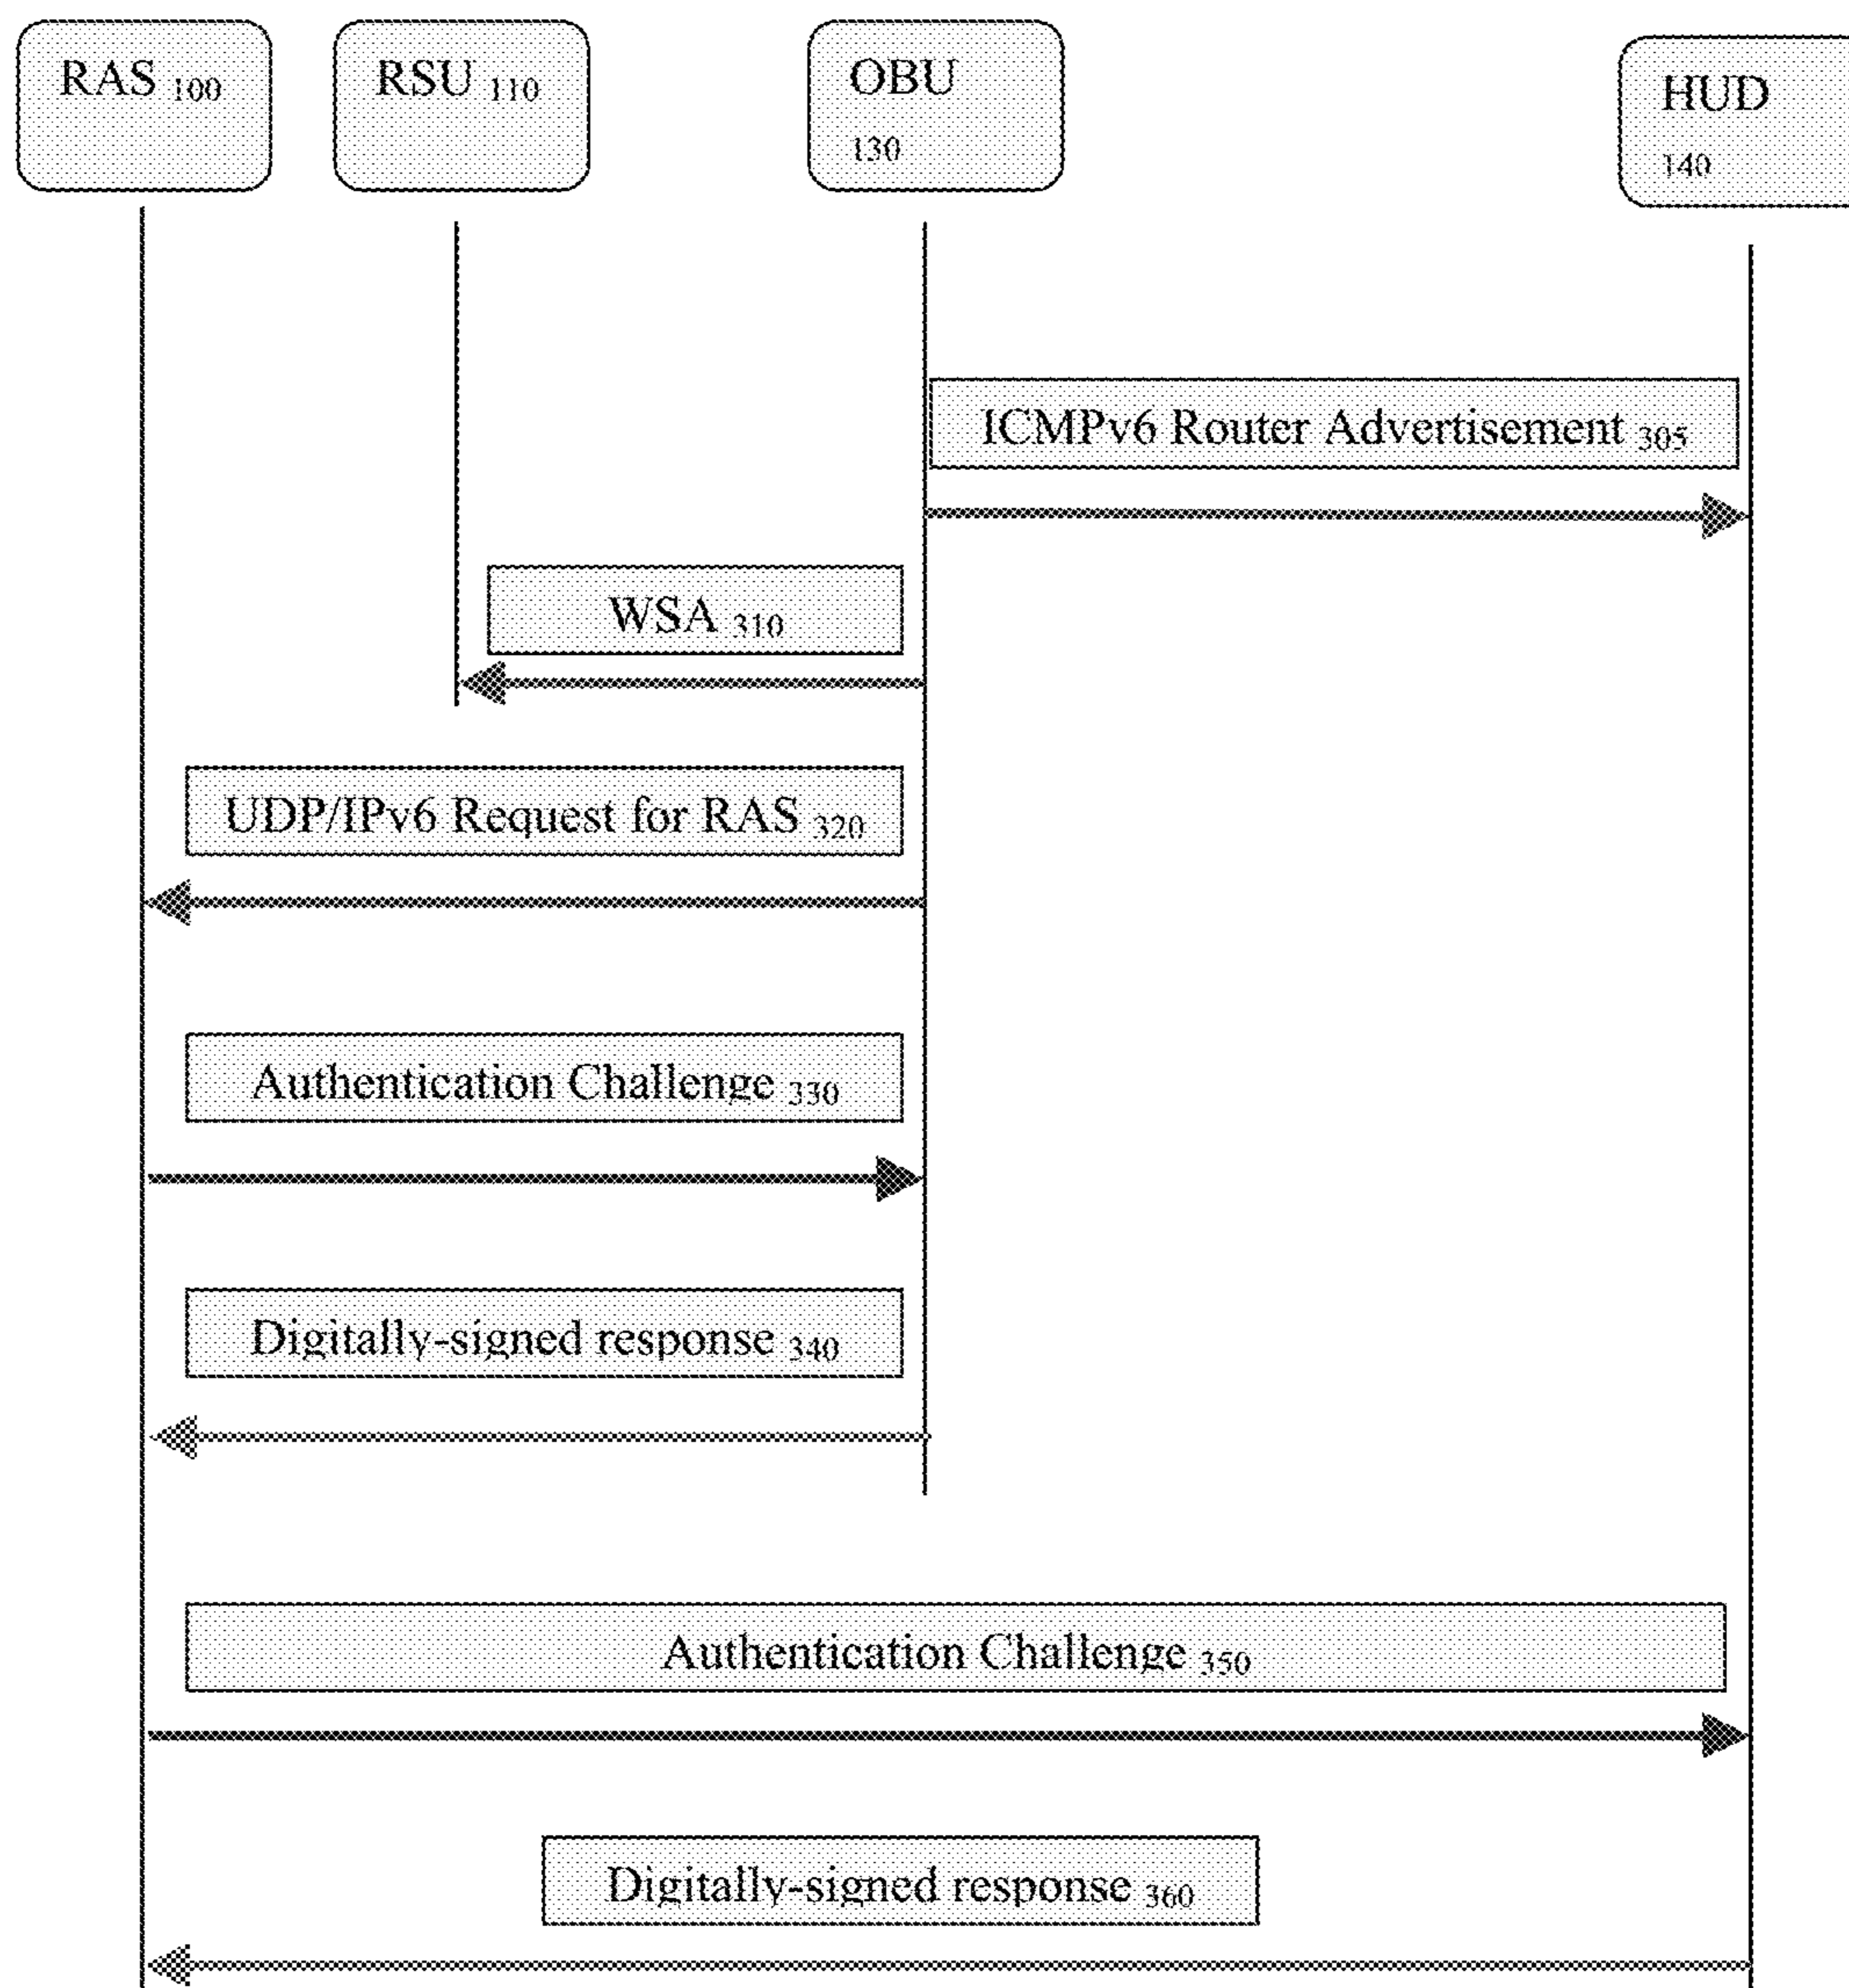 RAS 100
RSU 110
OBU
130
HUD
140
ICMPv6 Router Advertisement 305
WSA 310
UDP/IPv6 Request for RAS 320
Authentication Challenge 330
Digitally-signed response 340
Authentication Challenge 350
Digitally-signed response 360